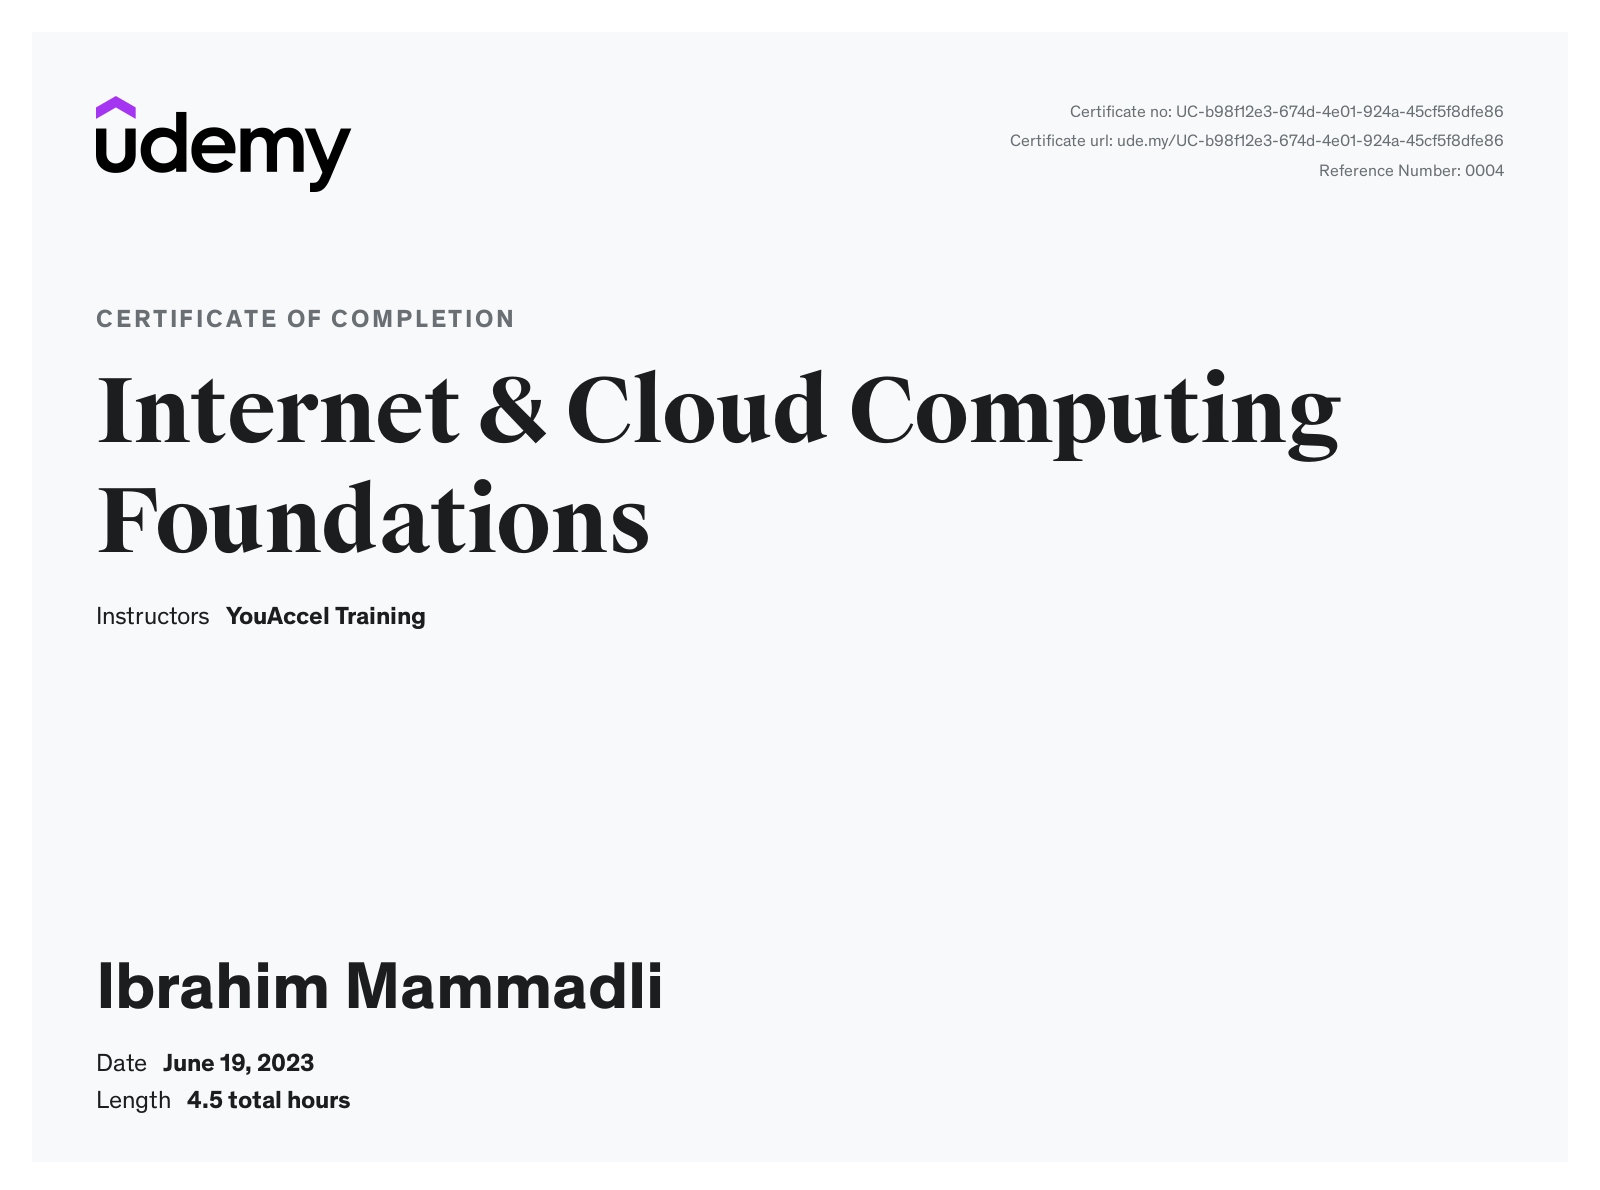 udemy
Certificate no: UC-b98f12e3-674d-4e01-924a-45cf5f8dfe86
Certificate url: ude.my/UC-b98f12e3-674d-4e01-924a-45cf5f8dfe86
Reference Number: 0004
CERTIFICATE OF COMPLETION
Internet & Cloud Computing
Foundations
Instructors YouAccel Training
Ibrahim Mammadli
Date June 19, 2023
Length 4.5 total hours